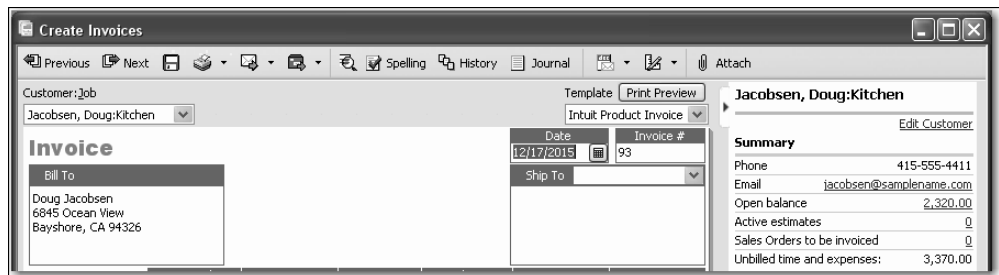 Create Invoices
Previous Next Spelling History Journal Attach
Customer:Job
Jacobsen, Doug:Kitchen
Template Print Preview
Intuit Product Invoice
Invoice
Date Invoice #
12/17/2015 93
Bill To
Doug Jacobsen
6845 Ocean View
Bayshore, CA 94326
Ship To
Jacobsen, Doug:Kitchen
Edit Customer
Summary
Phone 415-555-4411
Email jacobsen@samplename.com
Open balance 2,320.00
Active estimates 0
Sales Orders to be invoiced 0
Unbilled time and expenses: 3,370.00